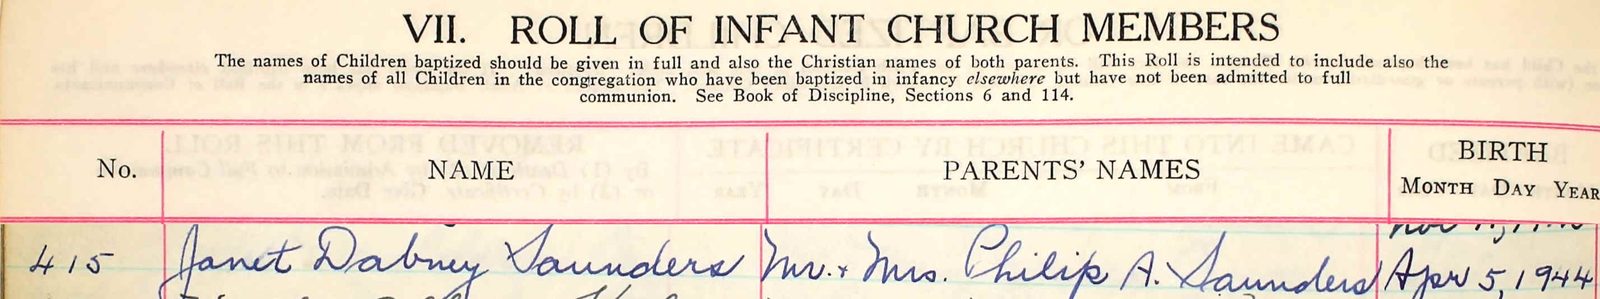 VII. ROLL OF INFANT CHURCH MEMBERS
The names of Children baptized should be given in full and also the Christian names of both parents. This Roll is intended to include also the
names of all Children in the congregation who have been baptized in infancy elsewhere but have not been admitted to full
communion. See Book of Discipline, Sections 6 and 114.
No. NAME PARENTS' NAMES BIRTH
MONTH DAY YEAR
415 Janet Dabney Saunders Mr. + Mrs. Philip A. Saunders Apr 5, 1944